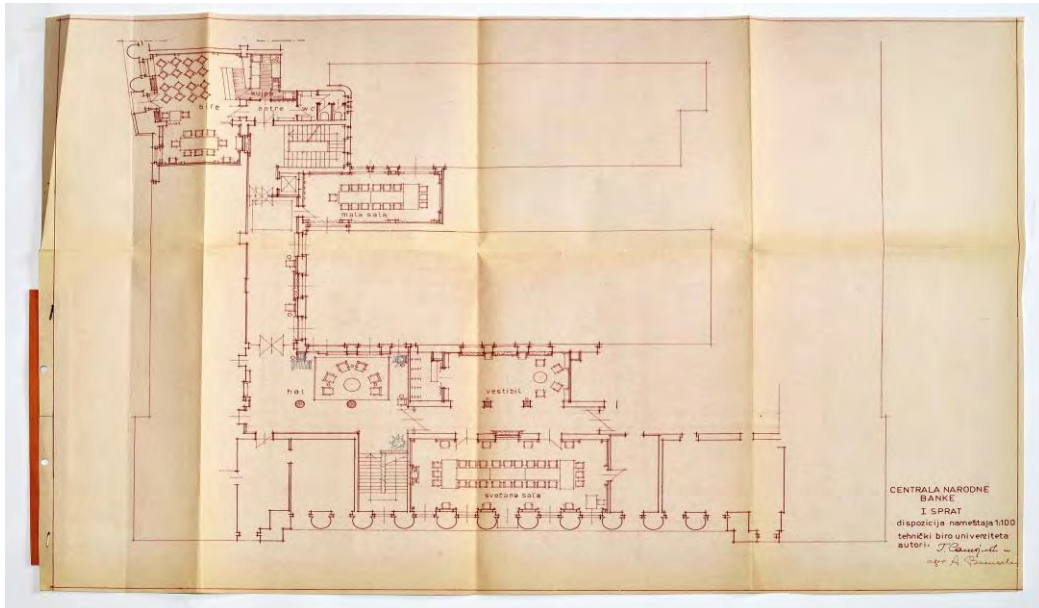 kujna
bife
entre
wc
mala sala
hol
vestibil
svečana sala
CENTRALA NARODNE
BANKE
I SPRAT
dispozicija nameštaja 1:100
tehnički biro univerziteta
autori.